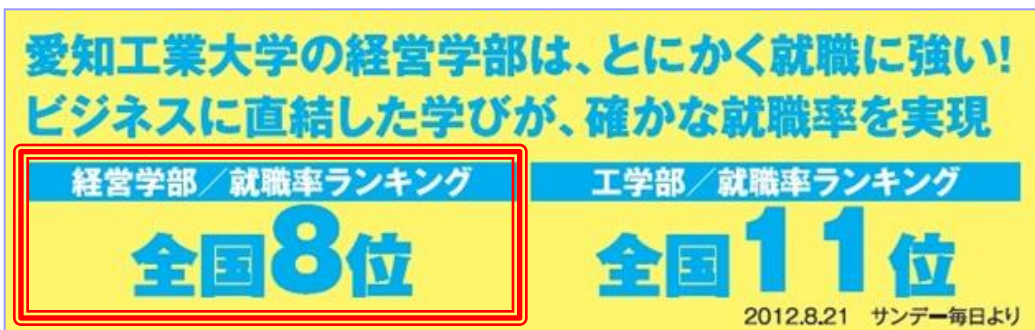 愛知工業大学の経営学部は、とにかく就職に強い!
ビジネスに直結した学びが、確かな就職率を実現
経営学部/就職率ランキング
全国8位
工学部/就職率ランキング
全国11位
2012.8.21 サンデー毎日より